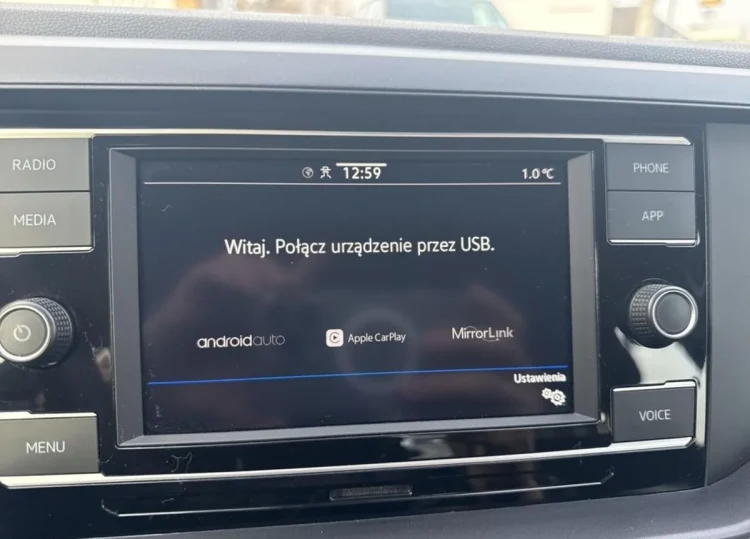 RADIO
MEDIA
MENU
12:59
1.0°C
Witaj. Połącz urządzenie przez USB.
androidauto
Apple CarPlay
MirrorLink
Ustawienia
PHONE
APP
VOICE